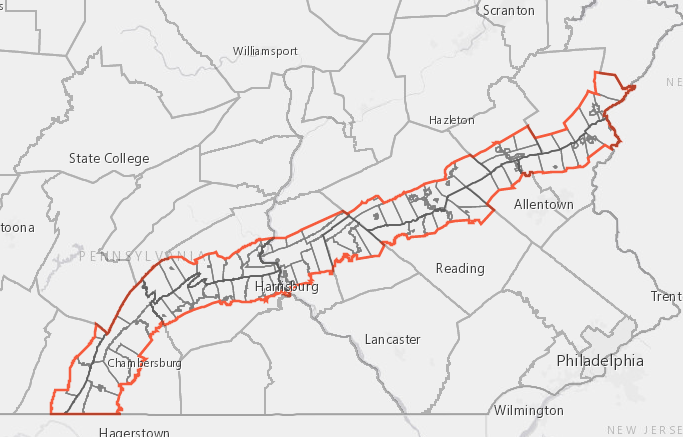 Scranton
Williamsport
NE
Hazleton
State College
Allentown
toona
PENNSYLVANIA
Reading
Harrisburg
Trent
Lancaster
Chambersburg
Philadelphia
Wilmington
Hagerstown
NEW JERSE